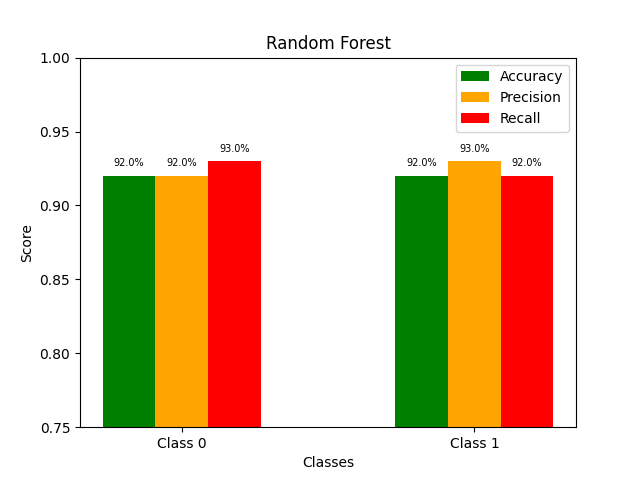 Random Forest
1.00
0.95
0.90
0.85
0.80
0.75
Score
Accuracy
Precision
Recall
92.0%
92.0%
93.0%
92.0%
93.0%
92.0%
Class 0
Class 1
Classes